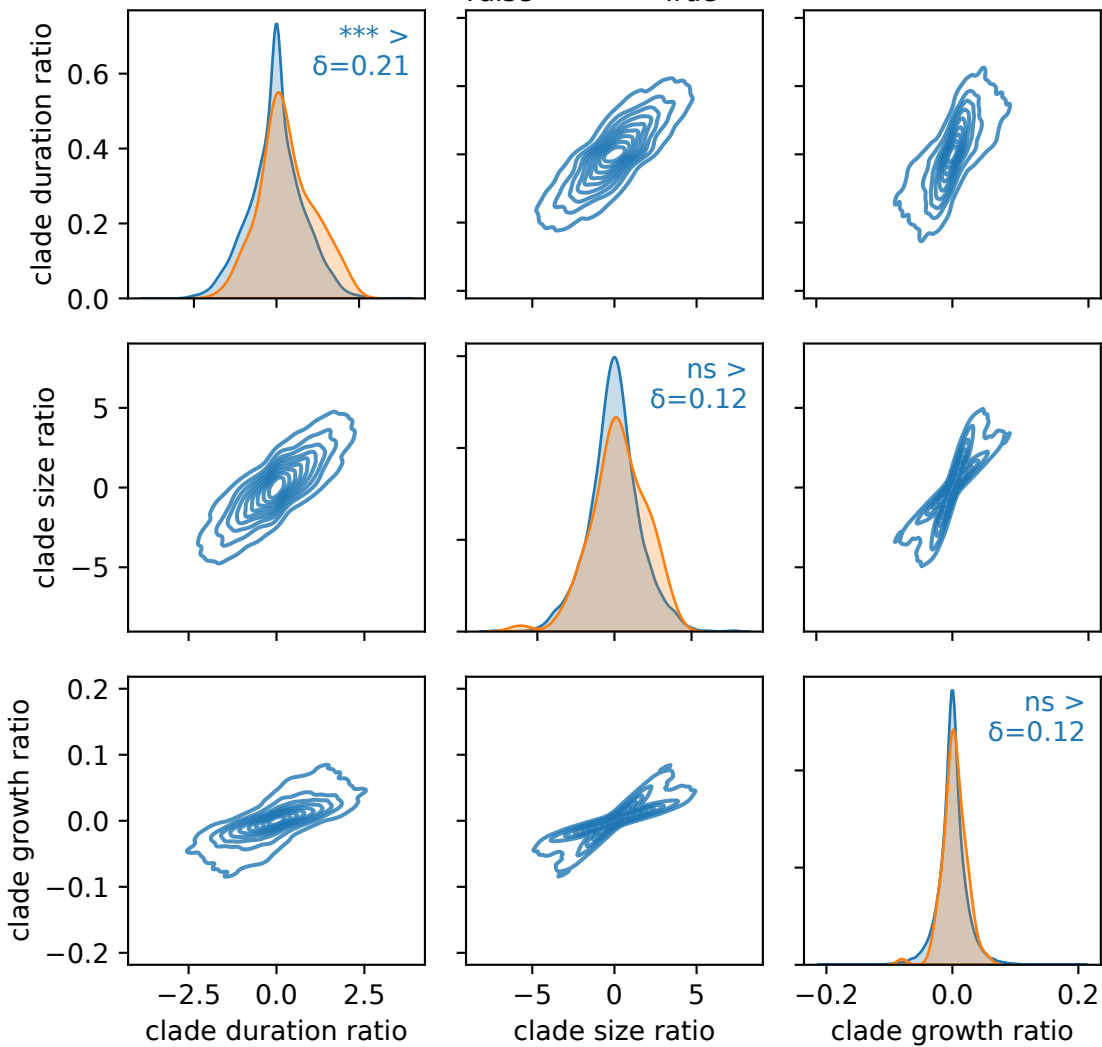 clade duration ratio
0.6
0.4
0.2
0.0
*** >
δ=0.21
clade size ratio
5
0
−5
ns >
δ=0.12
clade growth ratio
0.2
0.1
0.0
−0.1
−0.2
ns >
δ=0.12
−2.5
0.0
2.5
clade duration ratio
−5
0
5
clade size ratio
−0.2
0.0
0.2
clade growth ratio